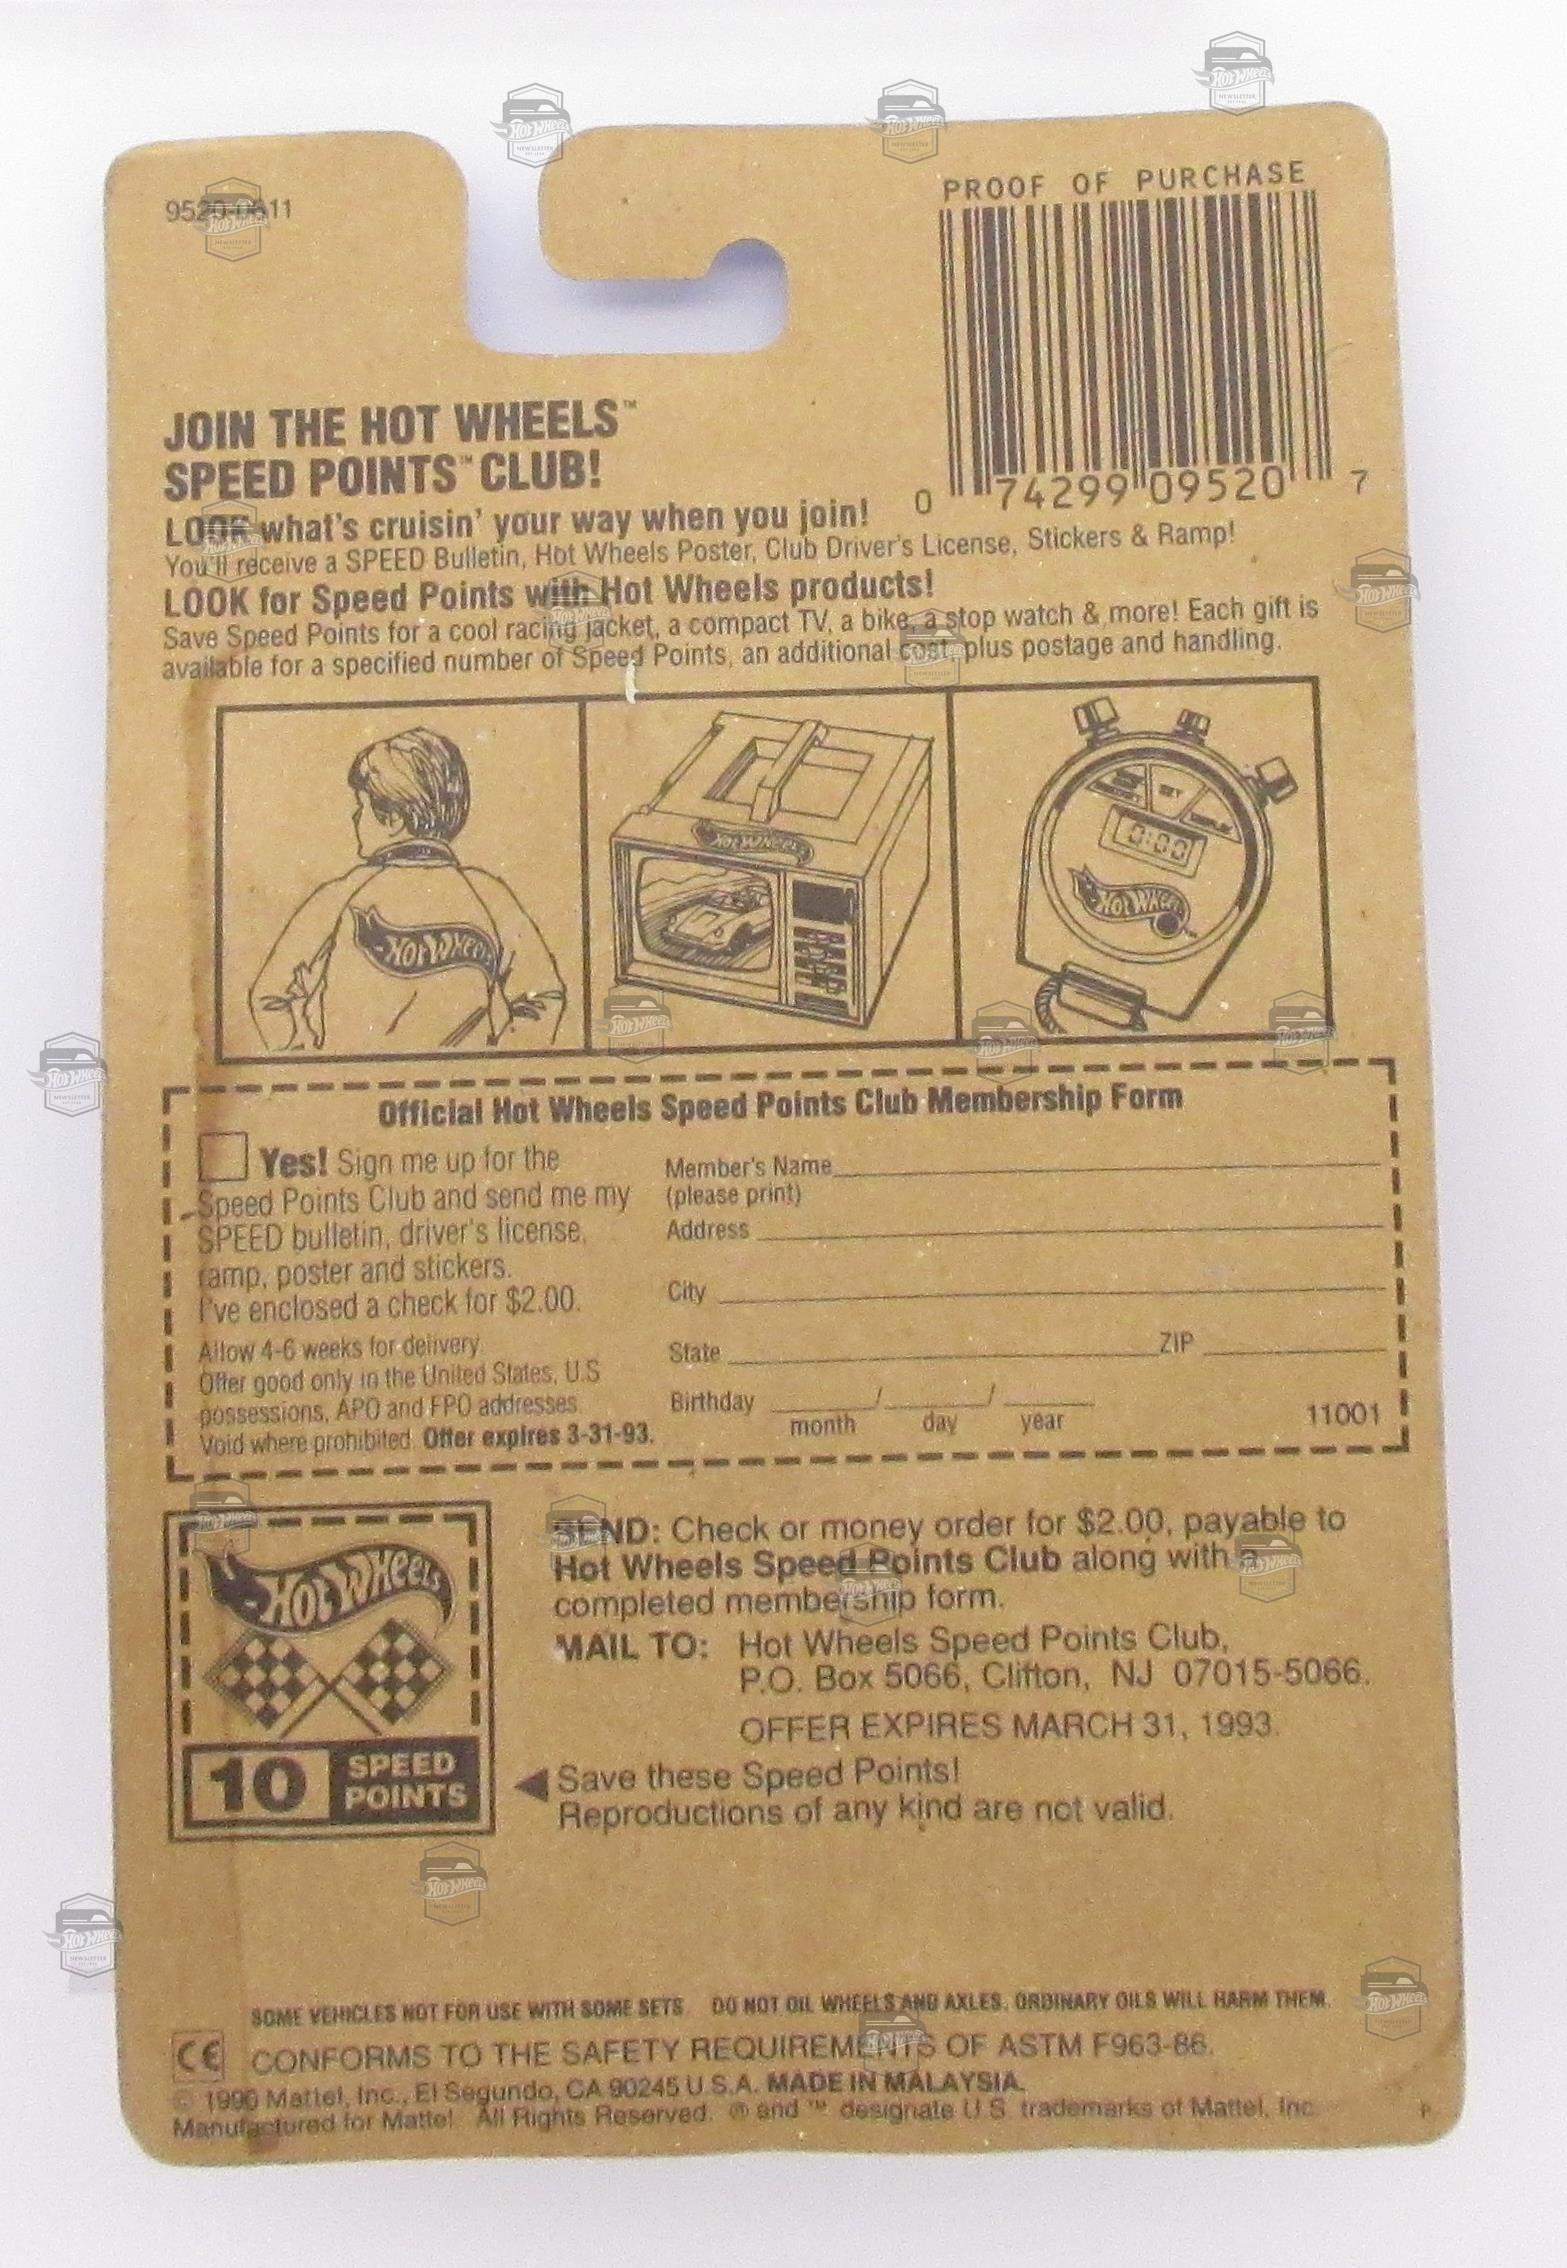 PROOF OF PURCHASE
0 74299 09520 7
JOIN THE HOT WHEELS™
SPEED POINTS™ CLUB!
LOOK what's cruisin' your way when you join!
You'll receive a SPEED Bulletin, Hot Wheels Poster, Club Driver's License, Stickers & Ramp!
LOOK for Speed Points with Hot Wheels products!
Save Speed Points for a cool racing jacket, a compact TV, a bike, a stop watch & more! Each gift is
available for a specified number of Speed Points, an additional cost, plus postage and handling.
HOT WHEELS
HOT WHEELS
SET
0:00
HOT WHEELS
Official Hot Wheels Speed Points Club Membership Form
Yes! Sign me up for the
Speed Points Club and send me my
SPEED bulletin, driver's license,
ramp, poster and stickers.
I've enclosed a check for $2.00.
Allow 4-6 weeks for delivery.
Offer good only in the United States, U.S.
possessions, APO and FPO addresses.
Void where prohibited. Offer expires 3-31-93.
Member's Name
(please print)
Address
City
State ZIP
Birthday / /
month day year
11001
HOT WHEELS
10 SPEED
POINTS
SEND: Check or money order for $2.00, payable to
Hot Wheels Speed Points Club along with a
completed membership form.
MAIL TO: Hot Wheels Speed Points Club,
P.O. Box 5066, Clifton, NJ 07015-5066.
OFFER EXPIRES MARCH 31, 1993.
Save these Speed Points!
Reproductions of any kind are not valid.
SOME VEHICLES NOT FOR USE WITH SOME SETS. DO NOT OIL WHEELS AND AXLES. ORDINARY OILS WILL HARM THEM.
CE CONFORMS TO THE SAFETY REQUIREMENTS OF ASTM F963-86.
© 1990 Mattel, Inc., El Segundo, CA 90245 U.S.A. MADE IN MALAYSIA.
Manufactured for Mattel. All Rights Reserved. ® and ™ designate U.S. trademarks of Mattel, Inc.
P